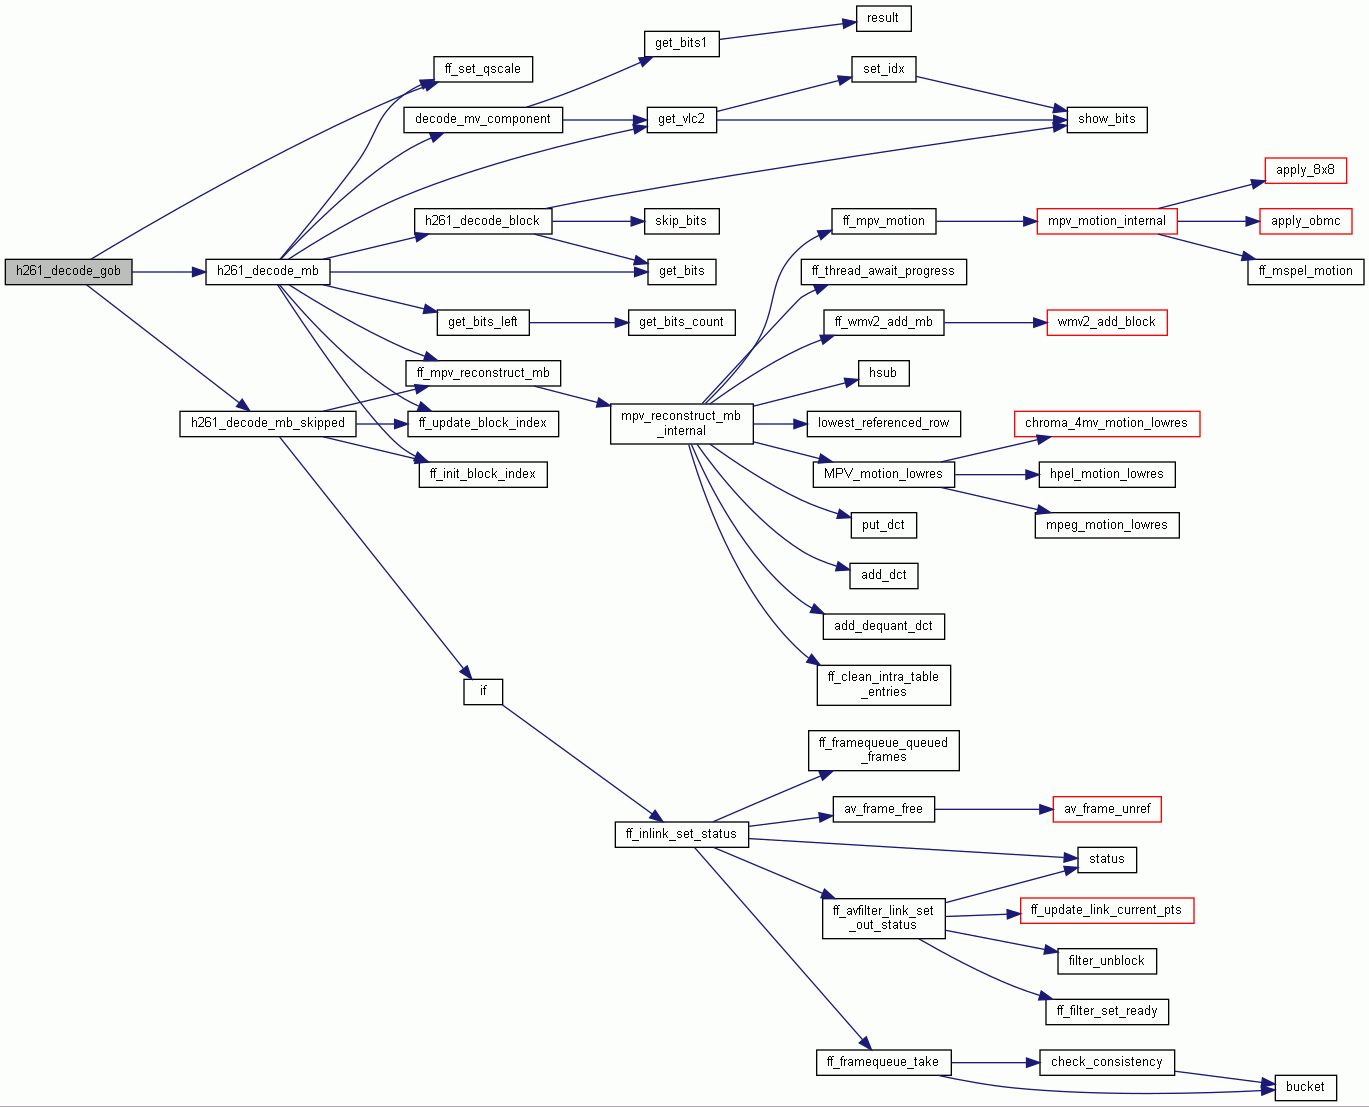 result
get_bits1
ff_set_qscale
set_idx
decode_mv_component
get_vlc2
show_bits
apply_8x8
h261_decode_block
skip_bits
ff_mpv_motion
mpv_motion_internal
apply_obmc
h261_decode_gob
h261_decode_mb
get_bits
ff_thread_await_progress
ff_mspel_motion
get_bits_left
get_bits_count
ff_wmv2_add_mb
wmv2_add_block
ff_mpv_reconstruct_mb
hsub
h261_decode_mb_skipped
ff_update_block_index
mpv_reconstruct_mb
_internal
lowest_referenced_row
chroma_4mv_motion_lowres
ff_init_block_index
MPV_motion_lowres
hpel_motion_lowres
put_dct
mpeg_motion_lowres
add_dct
add_dequant_dct
if
ff_clean_intra_table
_entries
ff_framequeue_queued
_frames
av_frame_free
av_frame_unref
ff_inlink_set_status
status
ff_avfilter_link_set
_out_status
ff_update_link_current_pts
filter_unblock
ff_filter_set_ready
ff_framequeue_take
check_consistency
bucket